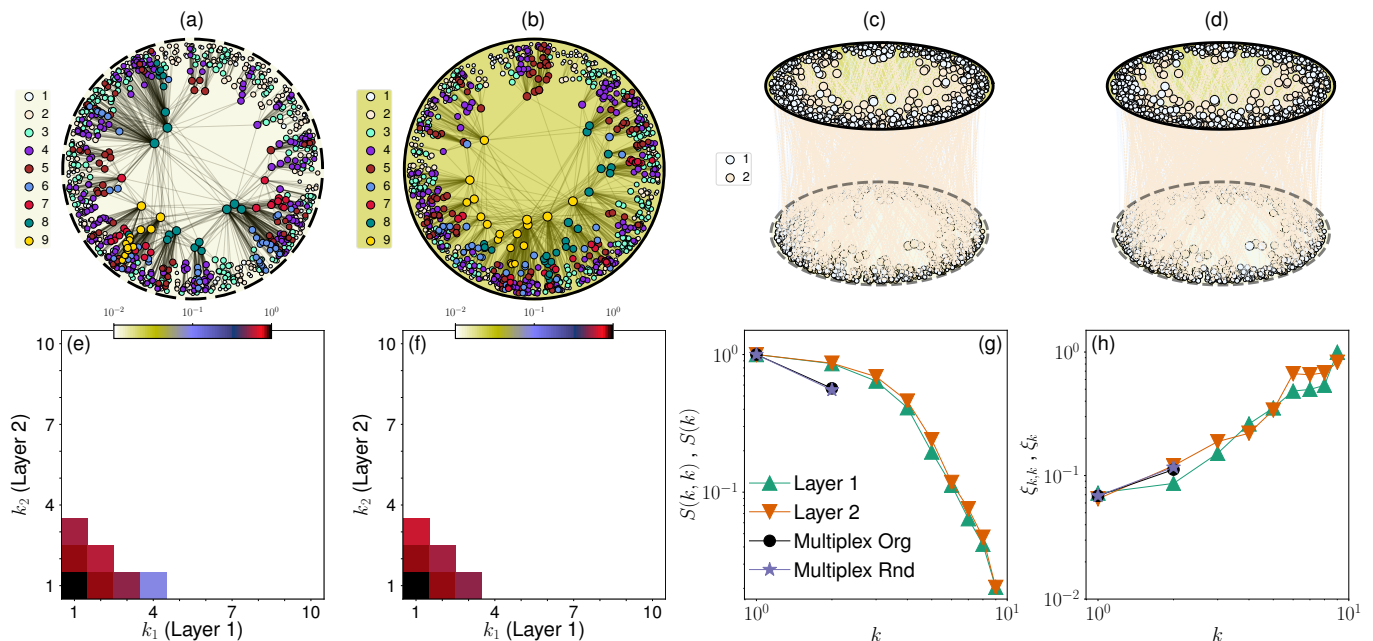 (a)
(b)
(c)
(d)
1
2
3
4
5
6
7
8
9
1
2
3
4
5
6
7
8
9
1
2
10^{-2} 10^{-1} 10^{0}
10^{-2} 10^{-1} 10^{0}
(e)
10
7
4
1
k_2 (Layer 2)
1 4 7 10
k_1 (Layer 1)
(f)
10
7
4
1
k_2 (Layer 2)
1 4 7 10
k_1 (Layer 1)
(g)
10^{0}
10^{-1}
S(k, k) , S(k)
Layer 1
Layer 2
Multiplex Org
Multiplex Rnd
10^{0} 10^{1}
k
(h)
10^{0}
10^{-1}
10^{-2}
ξ_{k,k} , ξ_k
10^{0} 10^{1}
k